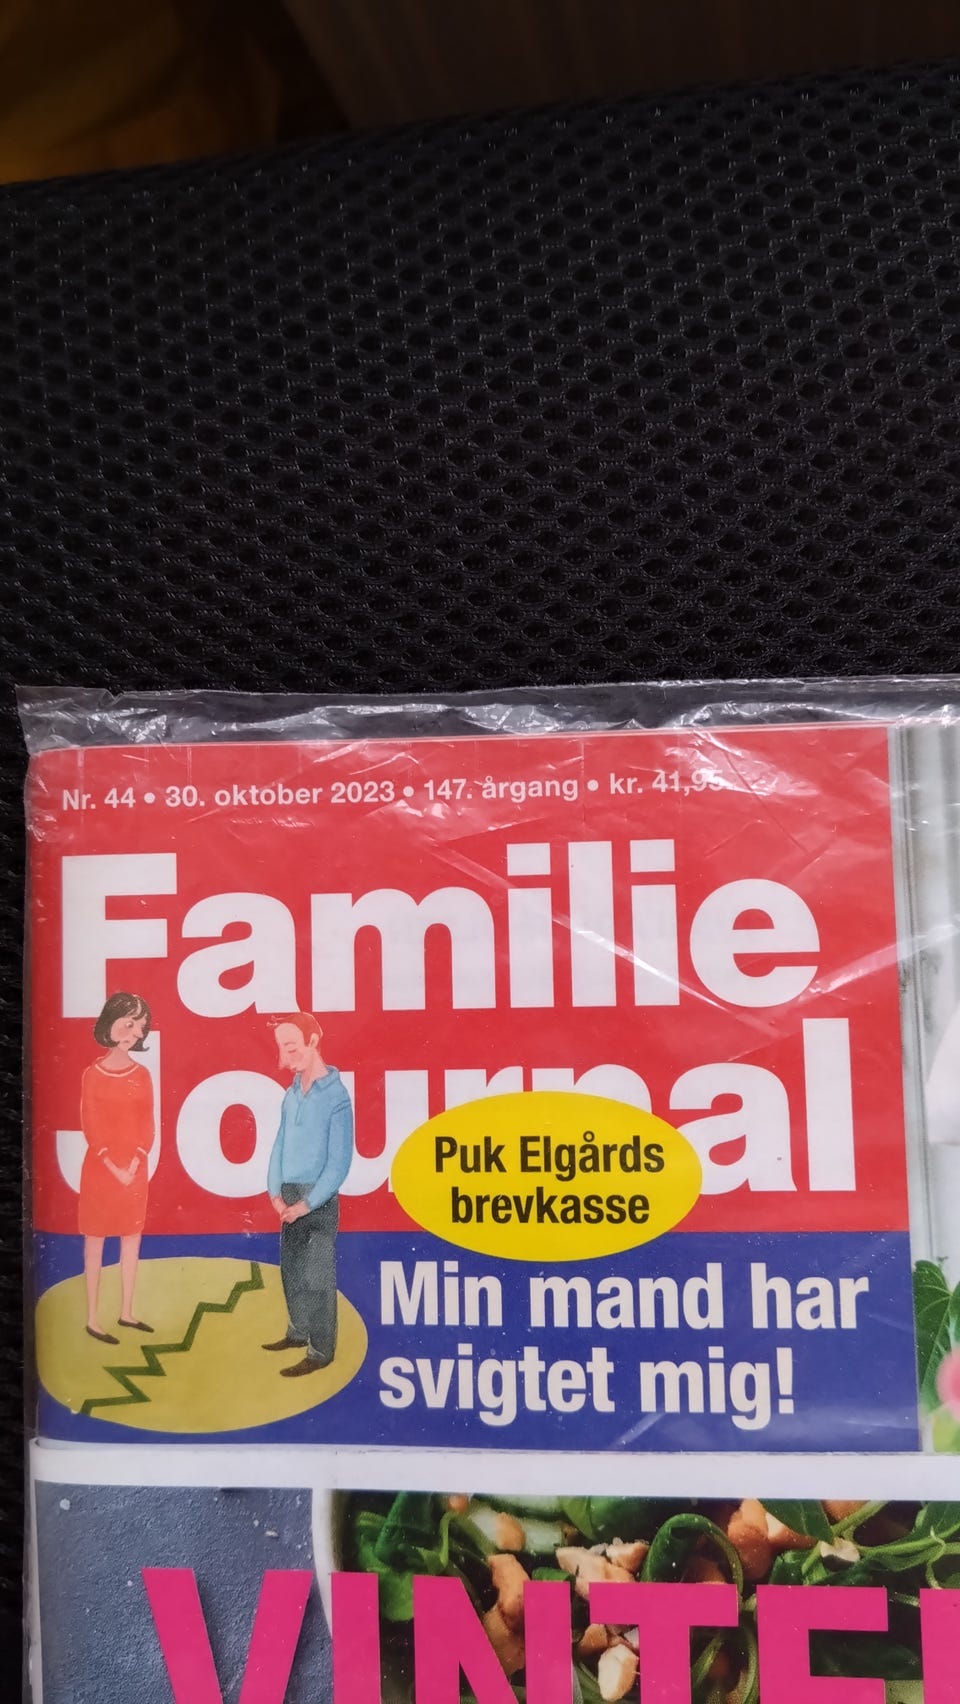 Nr. 44 • 30. oktober 2023 • 147. årgang • kr. 41,95
Familie
Journal
Puk Elgårds
brevkasse
Min mand har
svigtet mig!